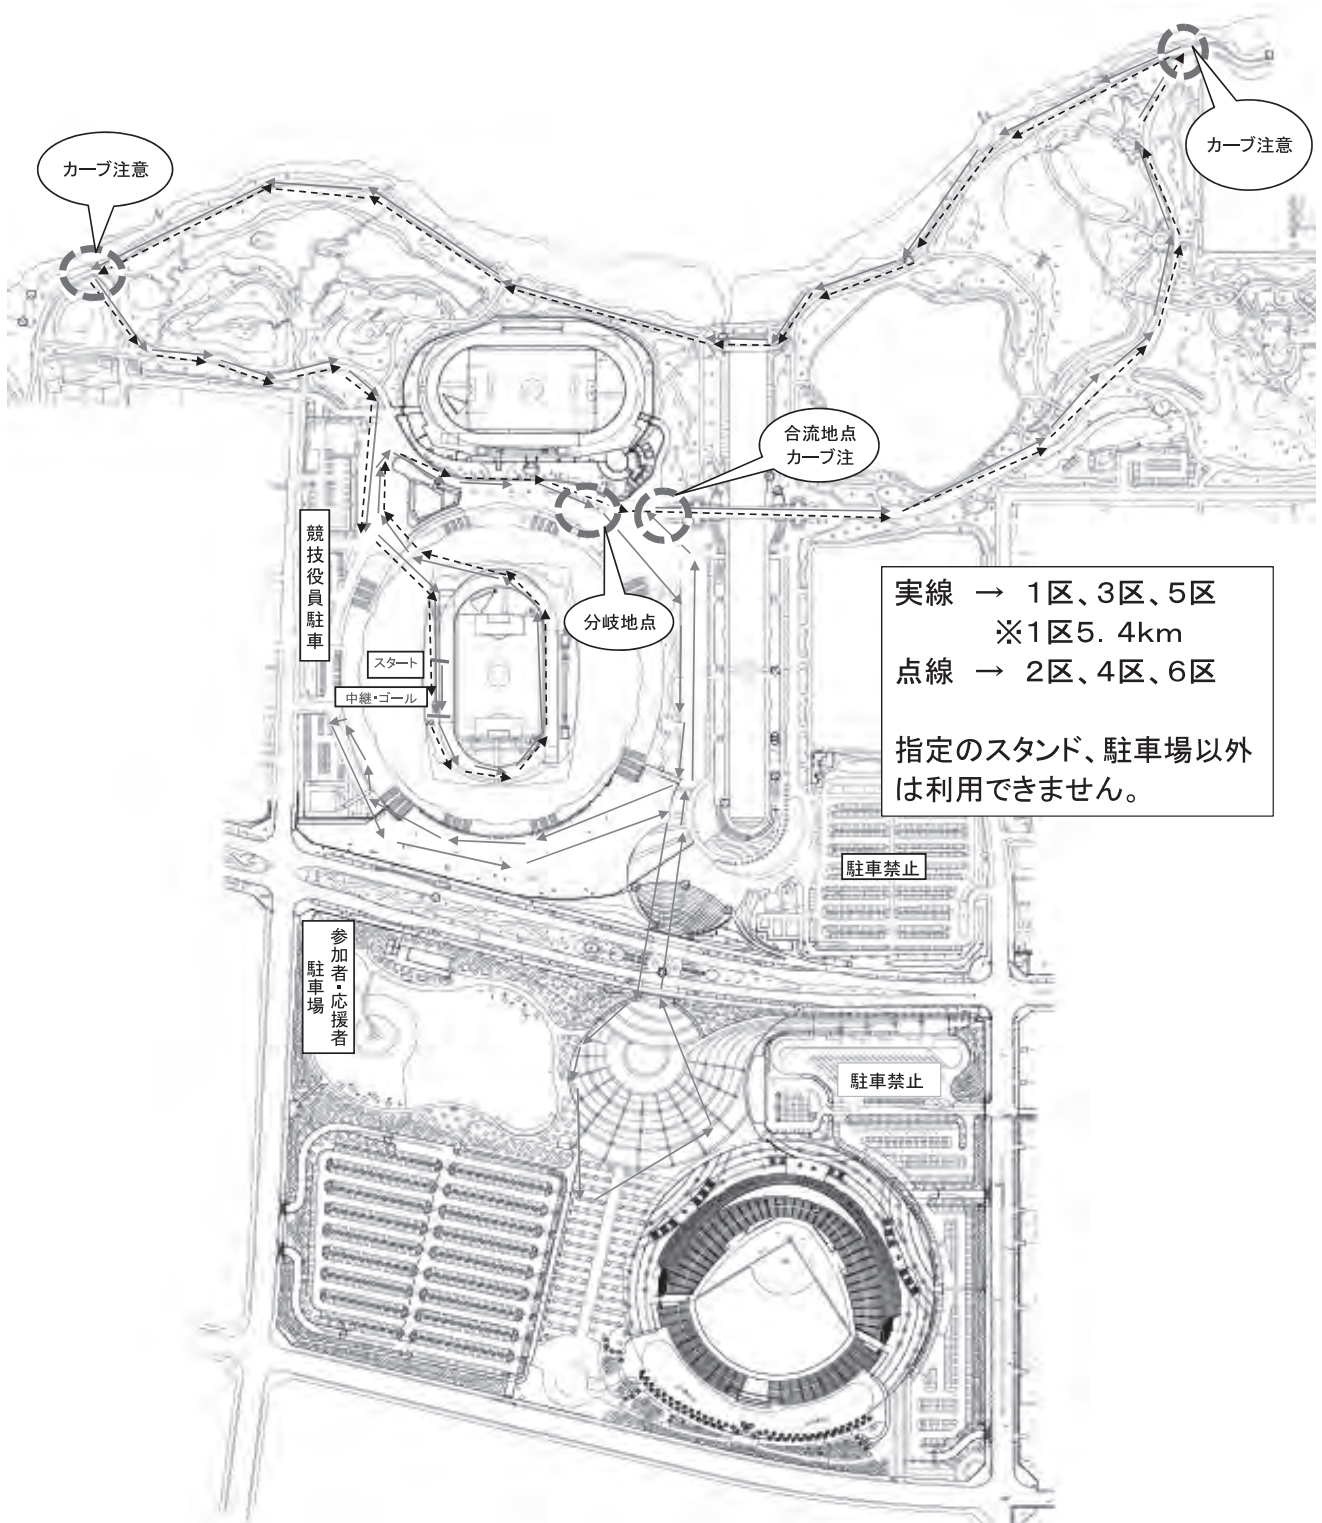 カーブ注意
カーブ注意
合流地点
カーブ注
分岐地点
競技役員駐車
スタート
中継・ゴール
実線 → 1区、3区、5区
※1区5.4km
点線 → 2区、4区、6区
指定のスタンド、駐車場以外
は利用できません。
駐車禁止
参加者・応援者
駐車場
駐車禁止